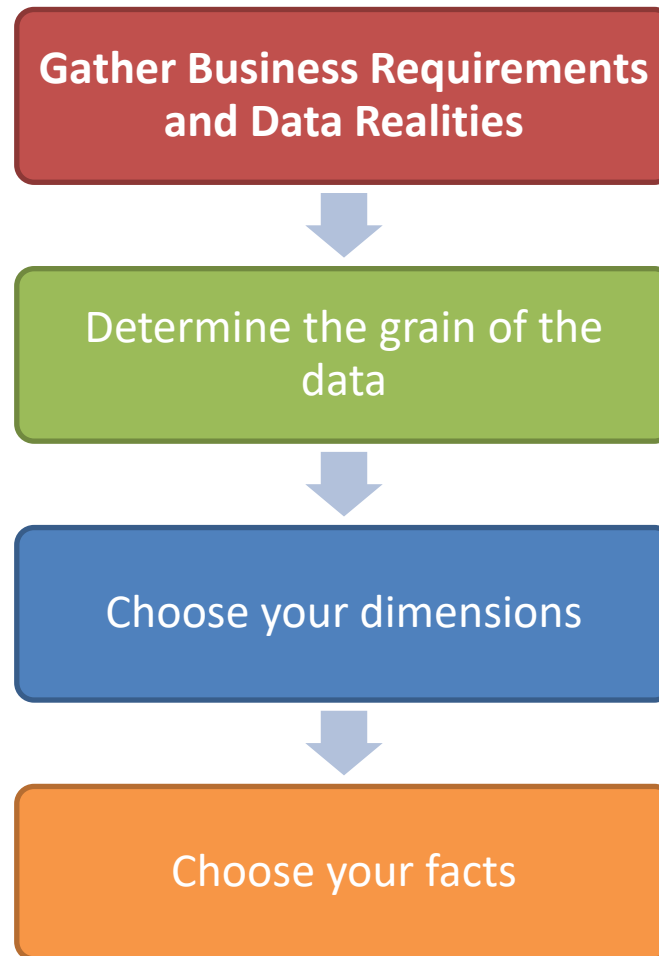 Gather Business Requirements
and Data Realities
Determine the grain of the
data
Choose your dimensions
Choose your facts